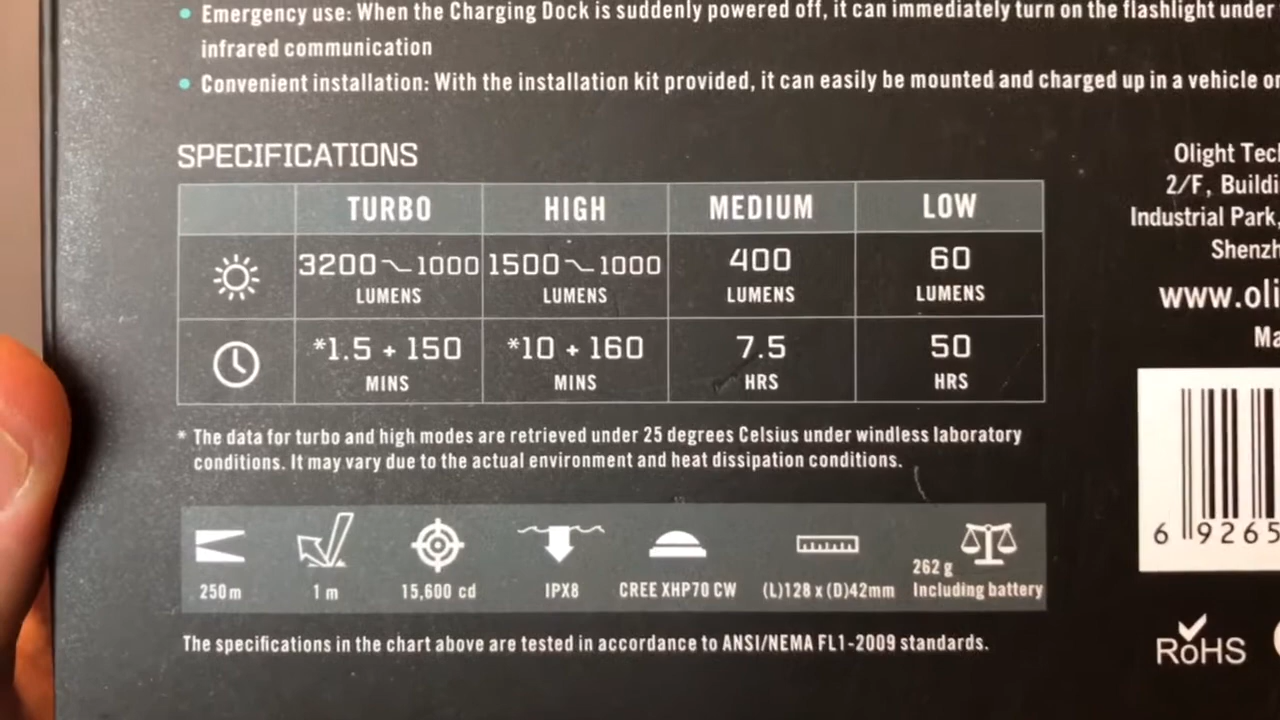 Emergency use: When the Charging Dock is suddenly powered off, it can immediately turn on the flashlight under
infrared communication
Convenient installation: With the installation kit provided, it can easily be mounted and charged up in a vehicle or
SPECIFICATIONS
TURBO HIGH MEDIUM LOW
3200~1000 1500~1000 400 60
LUMENS LUMENS LUMENS LUMENS
*1.5 + 150 *10 + 160 7.5 50
MINS MINS HRS HRS
* The data for turbo and high modes are retrieved under 25 degrees Celsius under windless laboratory
conditions. It may vary due to the actual environment and heat dissipation conditions.
250m 1 m 15,600 cd IPX8 CREE XHP70 CW (L)128 x (D)42mm 262 g
Including battery
The specifications in the chart above are tested in accordance to ANSI/NEMA FL1-2009 standards.
Olight Tec
2/F, Buildi
Industrial Park,
Shenzh
www.oli
Ma
6 9265
RoHS